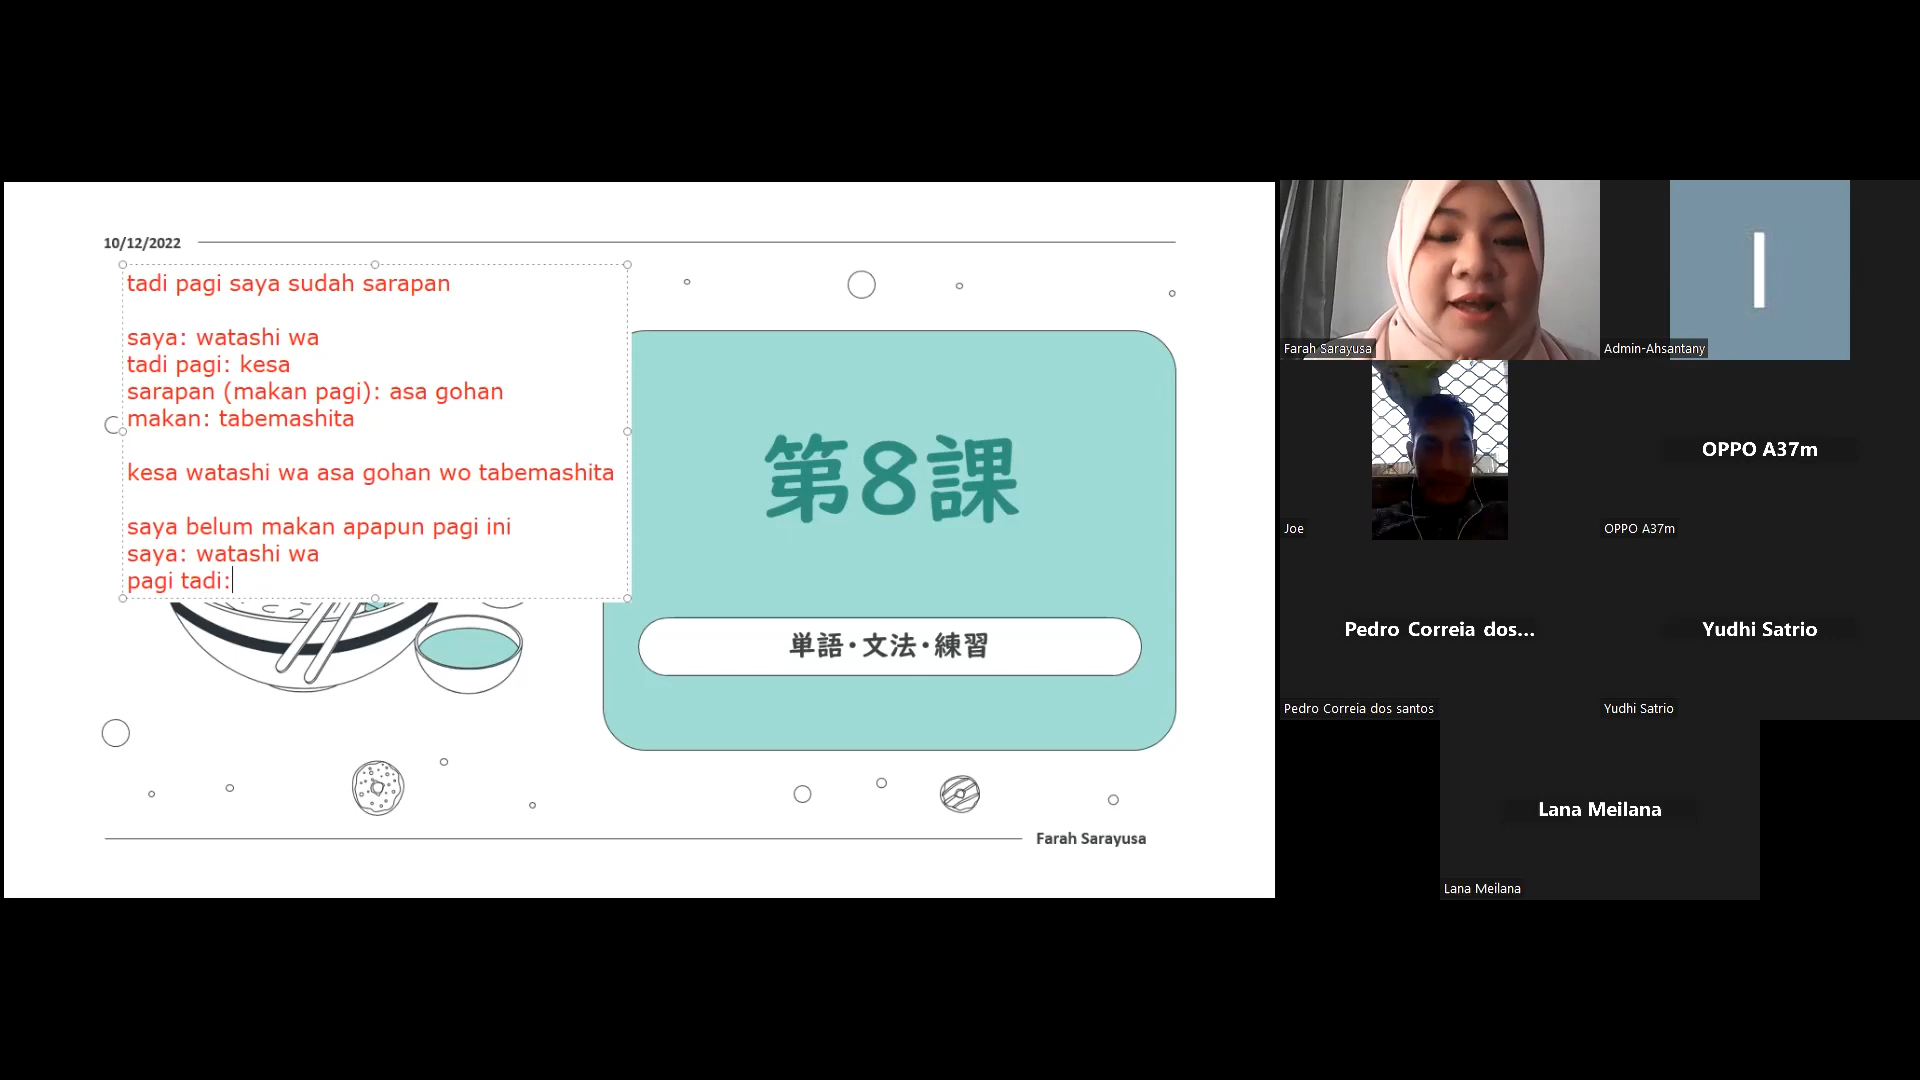 10/12/2022
tadi pagi saya sudah sarapan
saya: watashi wa
tadi pagi: kesa
sarapan (makan pagi): asa gohan
makan: tabemashita
kesa watashi wa asa gohan wo tabemashita
saya belum makan apapun pagi ini
saya: watashi wa
pagi tadi:
第8課
単語・文法・練習
Farah Sarayusa
Farah Sarayusa
I
Admin-Ahsantany
Joe
OPPO A37m
OPPO A37m
Pedro Correia dos...
Pedro Correia dos santos
Yudhi Satrio
Yudhi Satrio
Lana Meilana
Lana Meilana